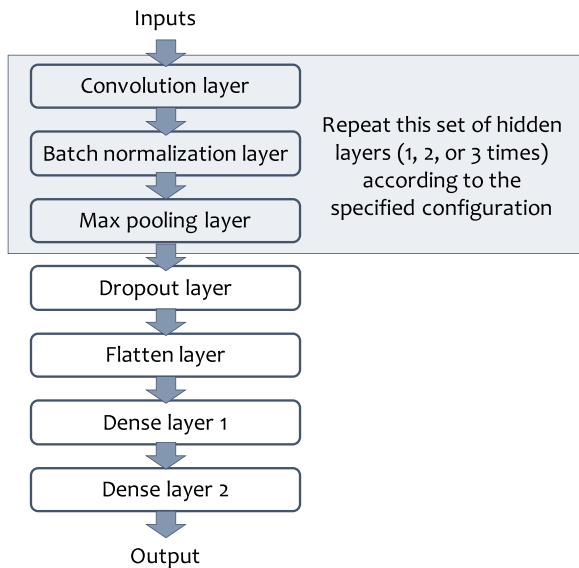 Inputs
Convolution layer
Batch normalization layer
Max pooling layer
Repeat this set of hidden
layers (1, 2, or 3 times)
according to the
specified configuration
Dropout layer
Flatten layer
Dense layer 1
Dense layer 2
Output